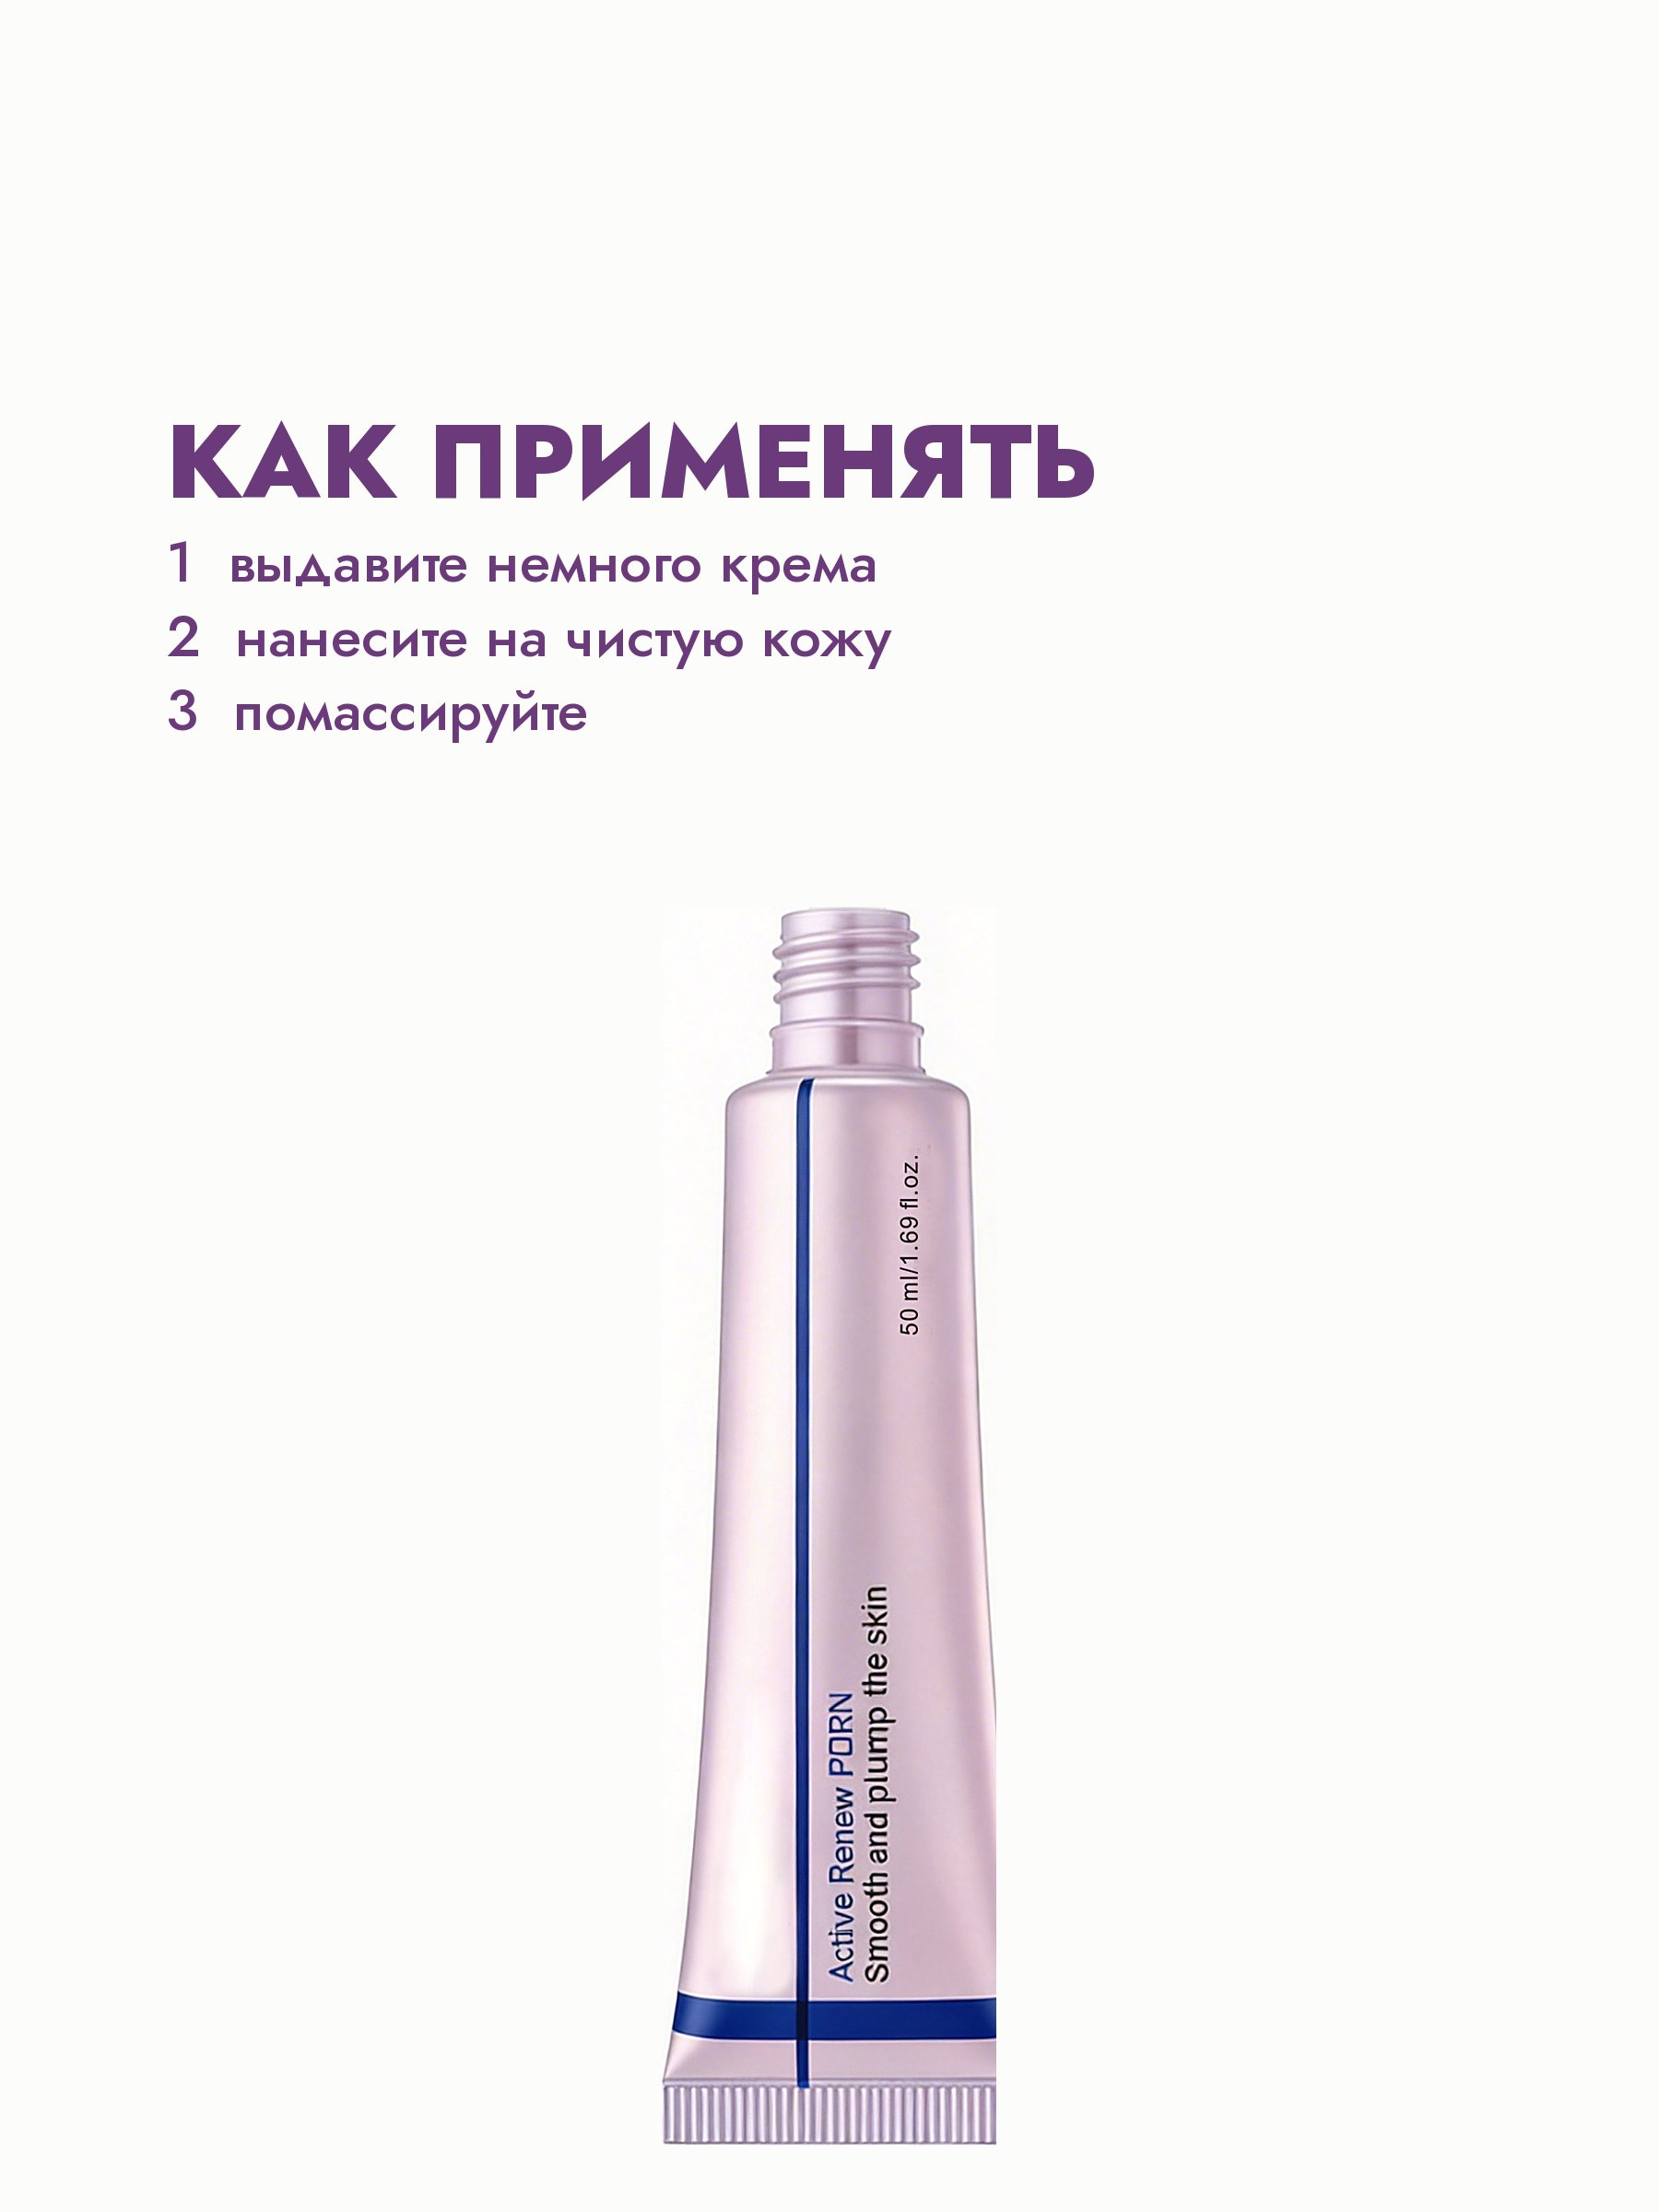 КАК ПРИМЕНЯТЬ
1 выдавите немного крема
2 нанесите на чистую кожу
3 помассируйте
50 ml/1.69 fl.oz.
Active Renew PORN
Smooth and plump the skin